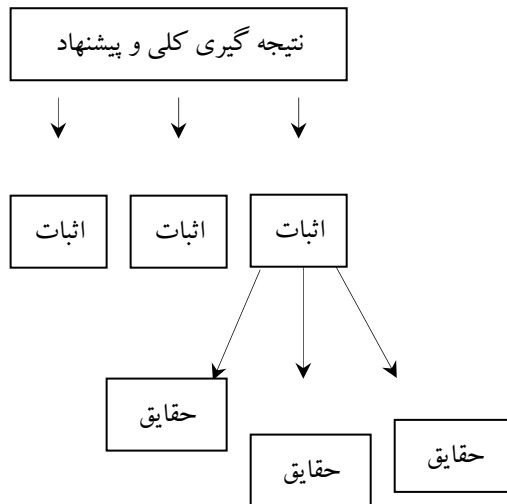 نتیجه گیری کلی و پیشنهاد
اثبات
اثبات
اثبات
حقایق
حقایق
حقایق